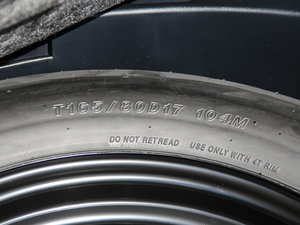 T165/80D17 104M
DO NOT RETREAD USE ONLY WITH 4T RIM